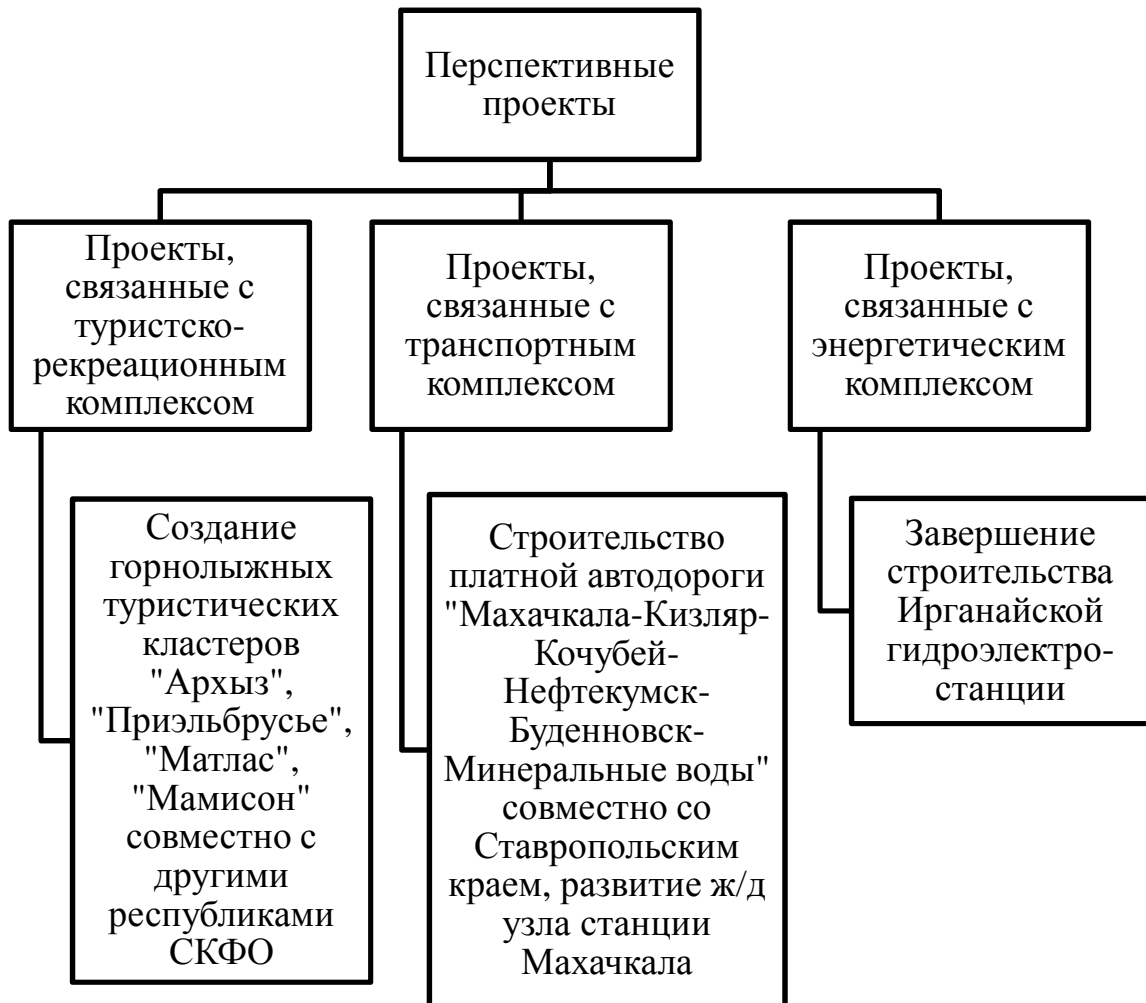 Перспективные
проекты
Проекты,
связанные с
туристско-
рекреационным
комплексом
Проекты,
связанные с
транспортным
комплексом
Проекты,
связанные с
энергетическим
комплексом
Создание
горнолыжных
туристических
кластеров
"Архыз",
"Приэльбрусье",
"Матлас",
"Мамисон"
совместно с
другими
республиками
СКФО
Строительство
платной автодороги
"Махачкала-Кизляр-
Кочубей-
Нефтекумск-
Буденновск-
Минеральные воды"
совместно со
Ставропольским
краем, развитие ж/д
узла станции
Махачкала
Завершение
строительства
Ирганайской
гидроэлектро-
станции